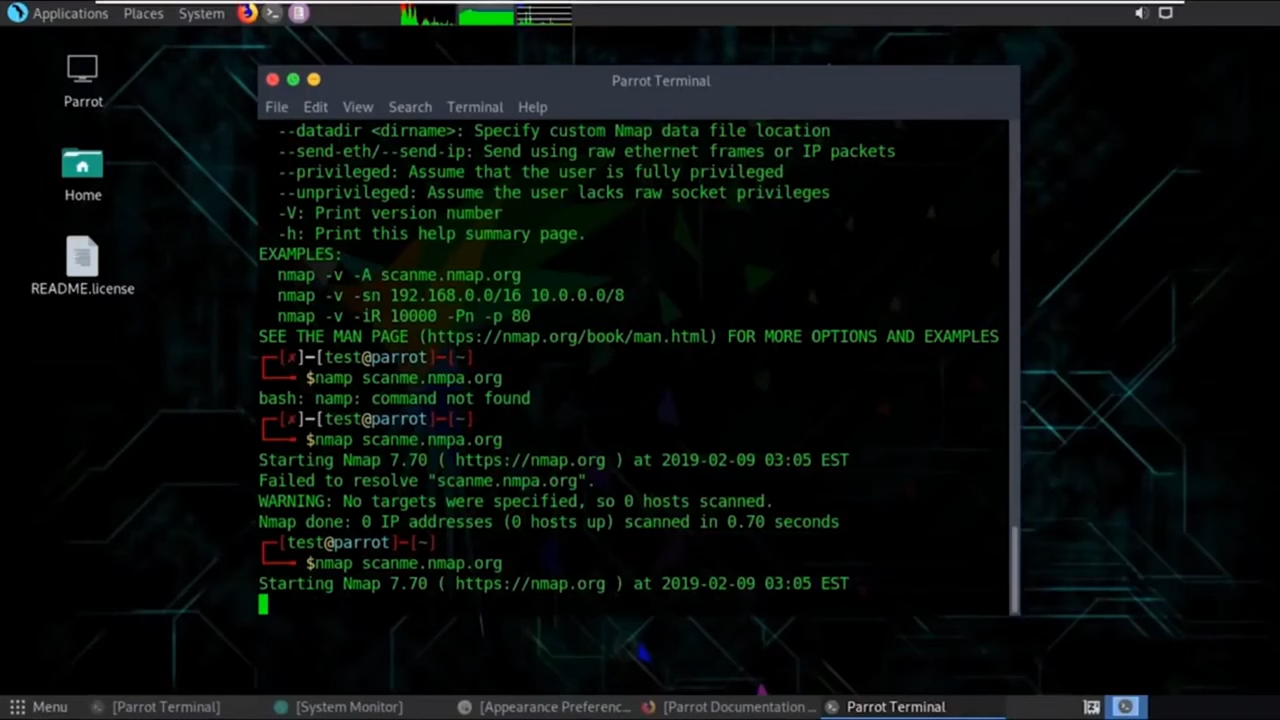 Applications Places System
Parrot
Home
README.license
Parrot Terminal
File Edit View Search Terminal Help
--datadir <dirname>: Specify custom Nmap data file location
--send-eth/--send-ip: Send using raw ethernet frames or IP packets
--privileged: Assume that the user is fully privileged
--unprivileged: Assume the user lacks raw socket privileges
-V: Print version number
-h: Print this help summary page.
EXAMPLES:
nmap -v -A scanme.nmap.org
nmap -v -sn 192.168.0.0/16 10.0.0.0/8
nmap -v -iR 10000 -Pn -p 80
SEE THE MAN PAGE (https://nmap.org/book/man.html) FOR MORE OPTIONS AND EXAMPLES
┌─[✗]─[test@parrot]─[~]
└──╼ $namp scanme.nmpa.org
bash: namp: command not found
┌─[✗]─[test@parrot]─[~]
└──╼ $nmap scanme.nmpa.org
Starting Nmap 7.70 ( https://nmap.org ) at 2019-02-09 03:05 EST
Failed to resolve "scanme.nmpa.org".
WARNING: No targets were specified, so 0 hosts scanned.
Nmap done: 0 IP addresses (0 hosts up) scanned in 0.70 seconds
┌─[test@parrot]─[~]
└──╼ $nmap scanme.nmap.org
Starting Nmap 7.70 ( https://nmap.org ) at 2019-02-09 03:05 EST
Menu [Parrot Terminal] [System Monitor] [Appearance Preferenc... [Parrot Documentation ... Parrot Terminal